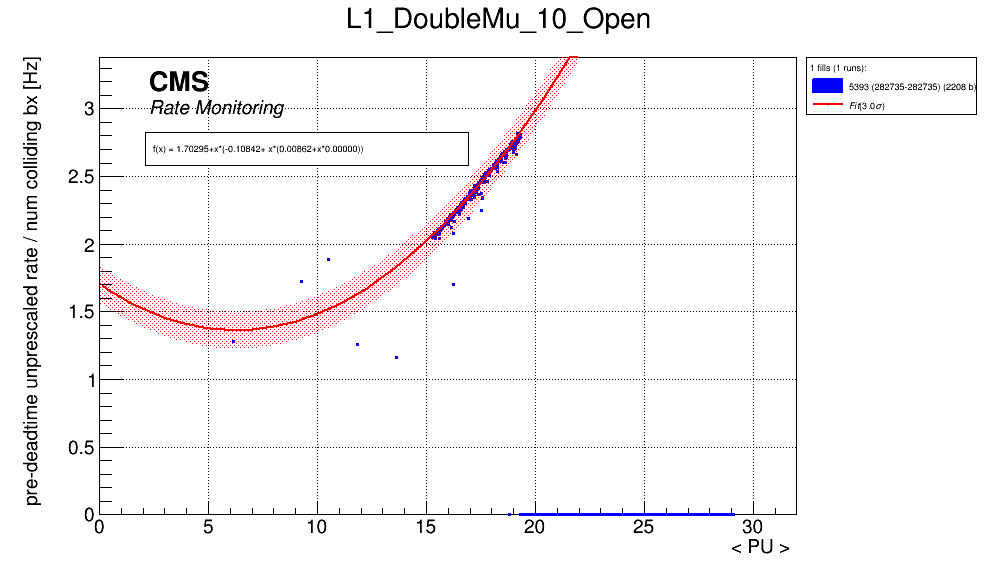 L1_DoubleMu_10_Open
pre-deadtime unprescaled rate / num colliding bx [Hz]
CMS
Rate Monitoring
f(x) = 1.70295+x*(-0.10842+ x*(0.00862+x*0.00000))
1 fills (1 runs):
5393 (282735-282735) (2208 b)
Fit(3.0σ)
3
2.5
2
1.5
1
0.5
0
0 5 10 15 20 25 30
< PU >